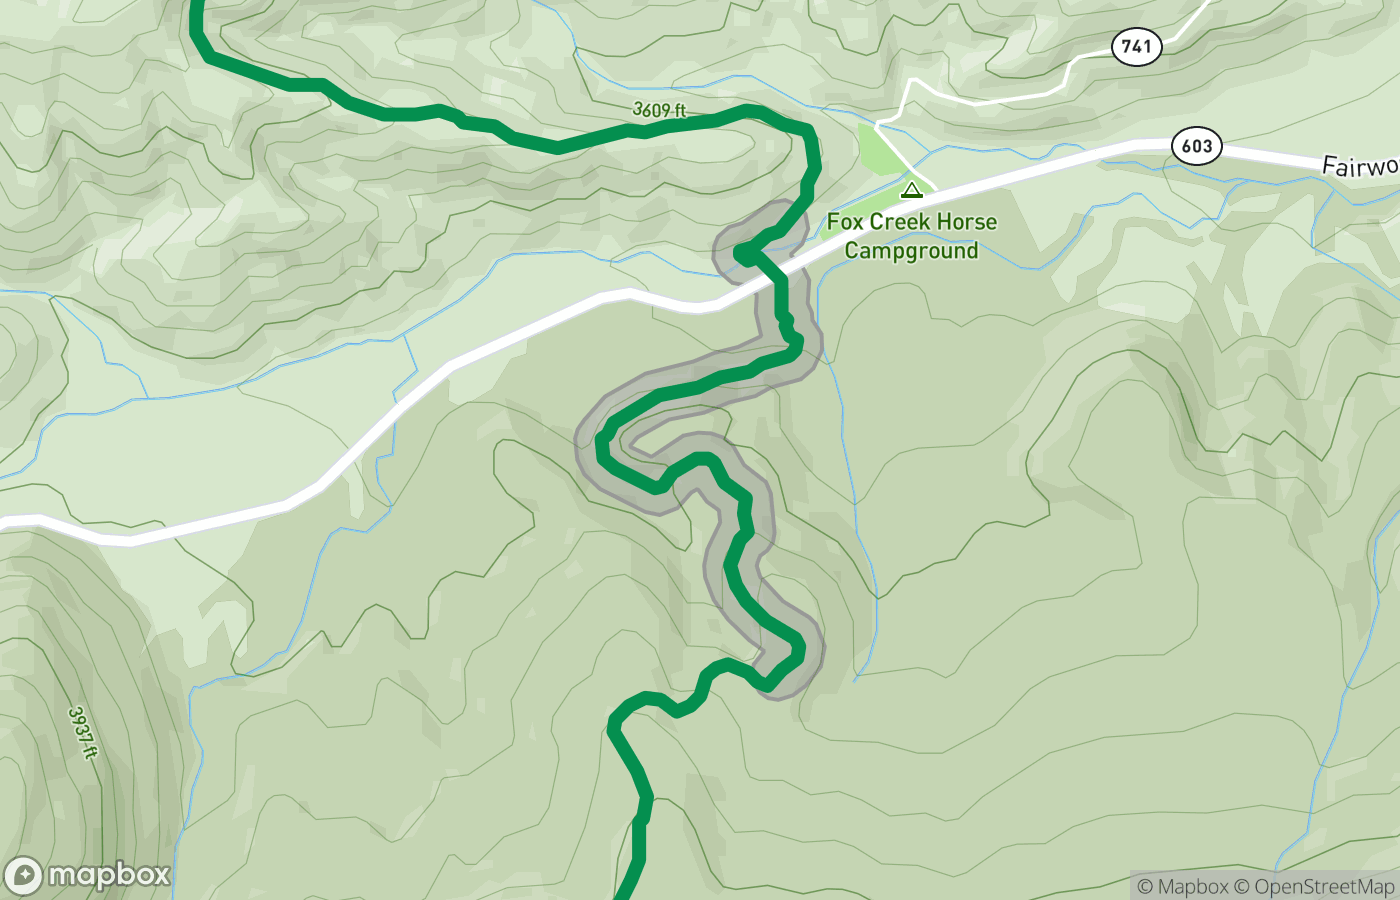 741
3609 ft
603
Fairwo
Fox Creek Horse
Campground
3937 ft
mapbox
© Mapbox © OpenStreetMap